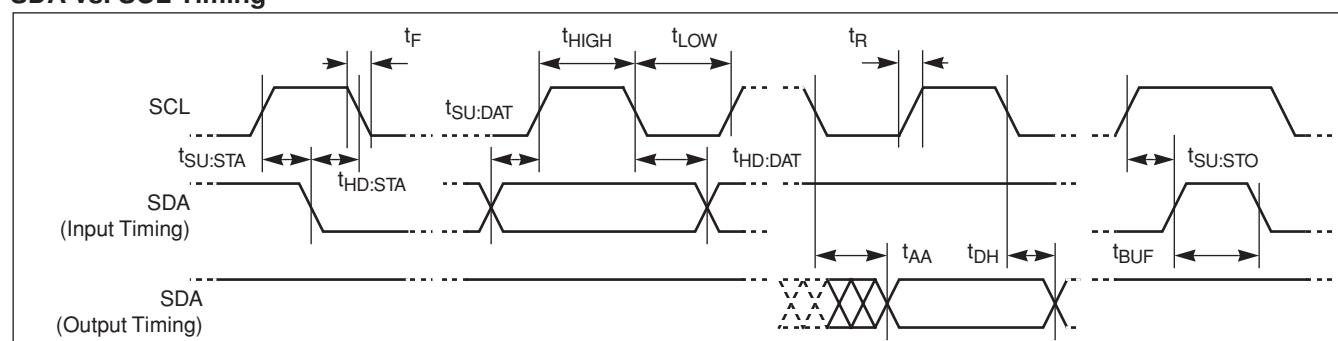 SDA vs. SCL Timing
tF
tHIGH
tLOW
tR
SCL
tSU:DAT
tSU:STA
tHD:STA
tHD:DAT
tSU:STO
SDA
(Input Timing)
tAA
tDH
tBUF
SDA
(Output Timing)